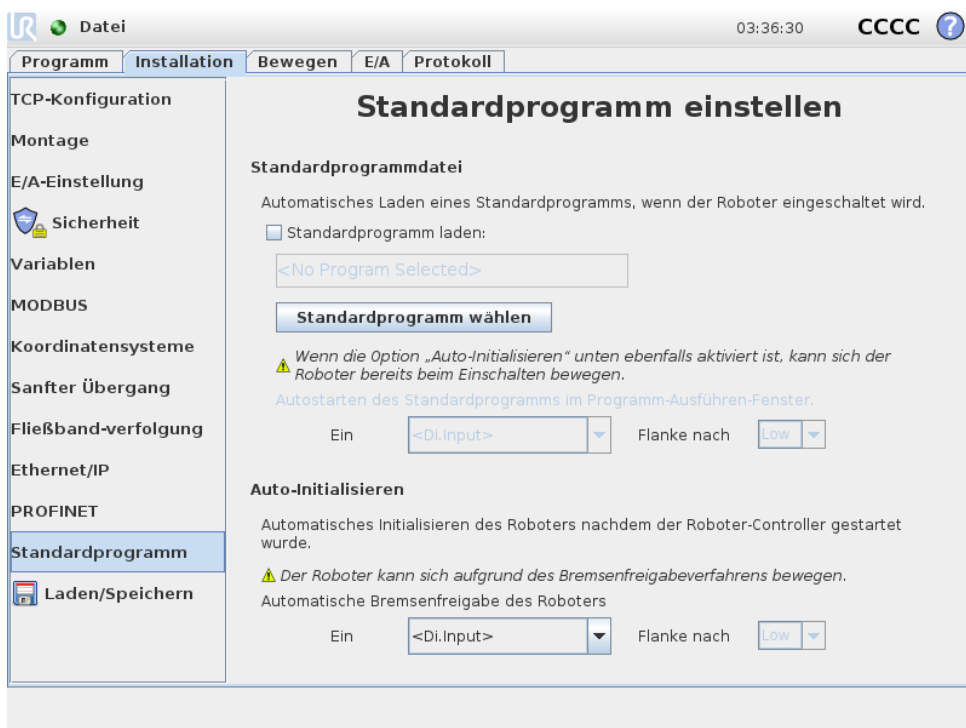 UR Datei 03:36:30 CCCC ?
Programm Installation Bewegen E/A Protokoll
TCP-Konfiguration
Montage
E/A-Einstellung
Sicherheit
Variablen
MODBUS
Koordinatensysteme
Sanfter Übergang
Fließband-verfolgung
Ethernet/IP
PROFINET
Standardprogramm
Laden/Speichern
Standardprogramm einstellen
Standardprogrammdatei
Automatisches Laden eines Standardprogramms, wenn der Roboter eingeschaltet wird.
Standardprogramm laden:
<No Program Selected>
Standardprogramm wählen
Wenn die Option „Auto-Initialisieren“ unten ebenfalls aktiviert ist, kann sich der
Roboter bereits beim Einschalten bewegen.
Autostarten des Standardprogramms im Programm-Ausführen-Fenster.
Ein <Di.Input> Flanke nach Low
Auto-Initialisieren
Automatisches Initialisieren des Roboters nachdem der Roboter-Controller gestartet
wurde.
Der Roboter kann sich aufgrund des Bremsenfreigabeverfahrens bewegen.
Automatische Bremsenfreigabe des Roboters
Ein <Di.Input> Flanke nach Low